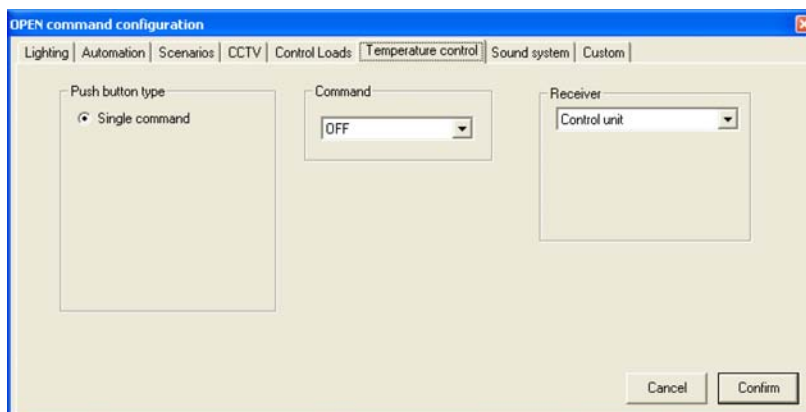 OPEN command configuration
Lighting Automation Scenarios CCTV Control Loads Temperature control Sound system Custom
Push button type
Single command
Command
OFF
Receiver
Control unit
Cancel Confirm